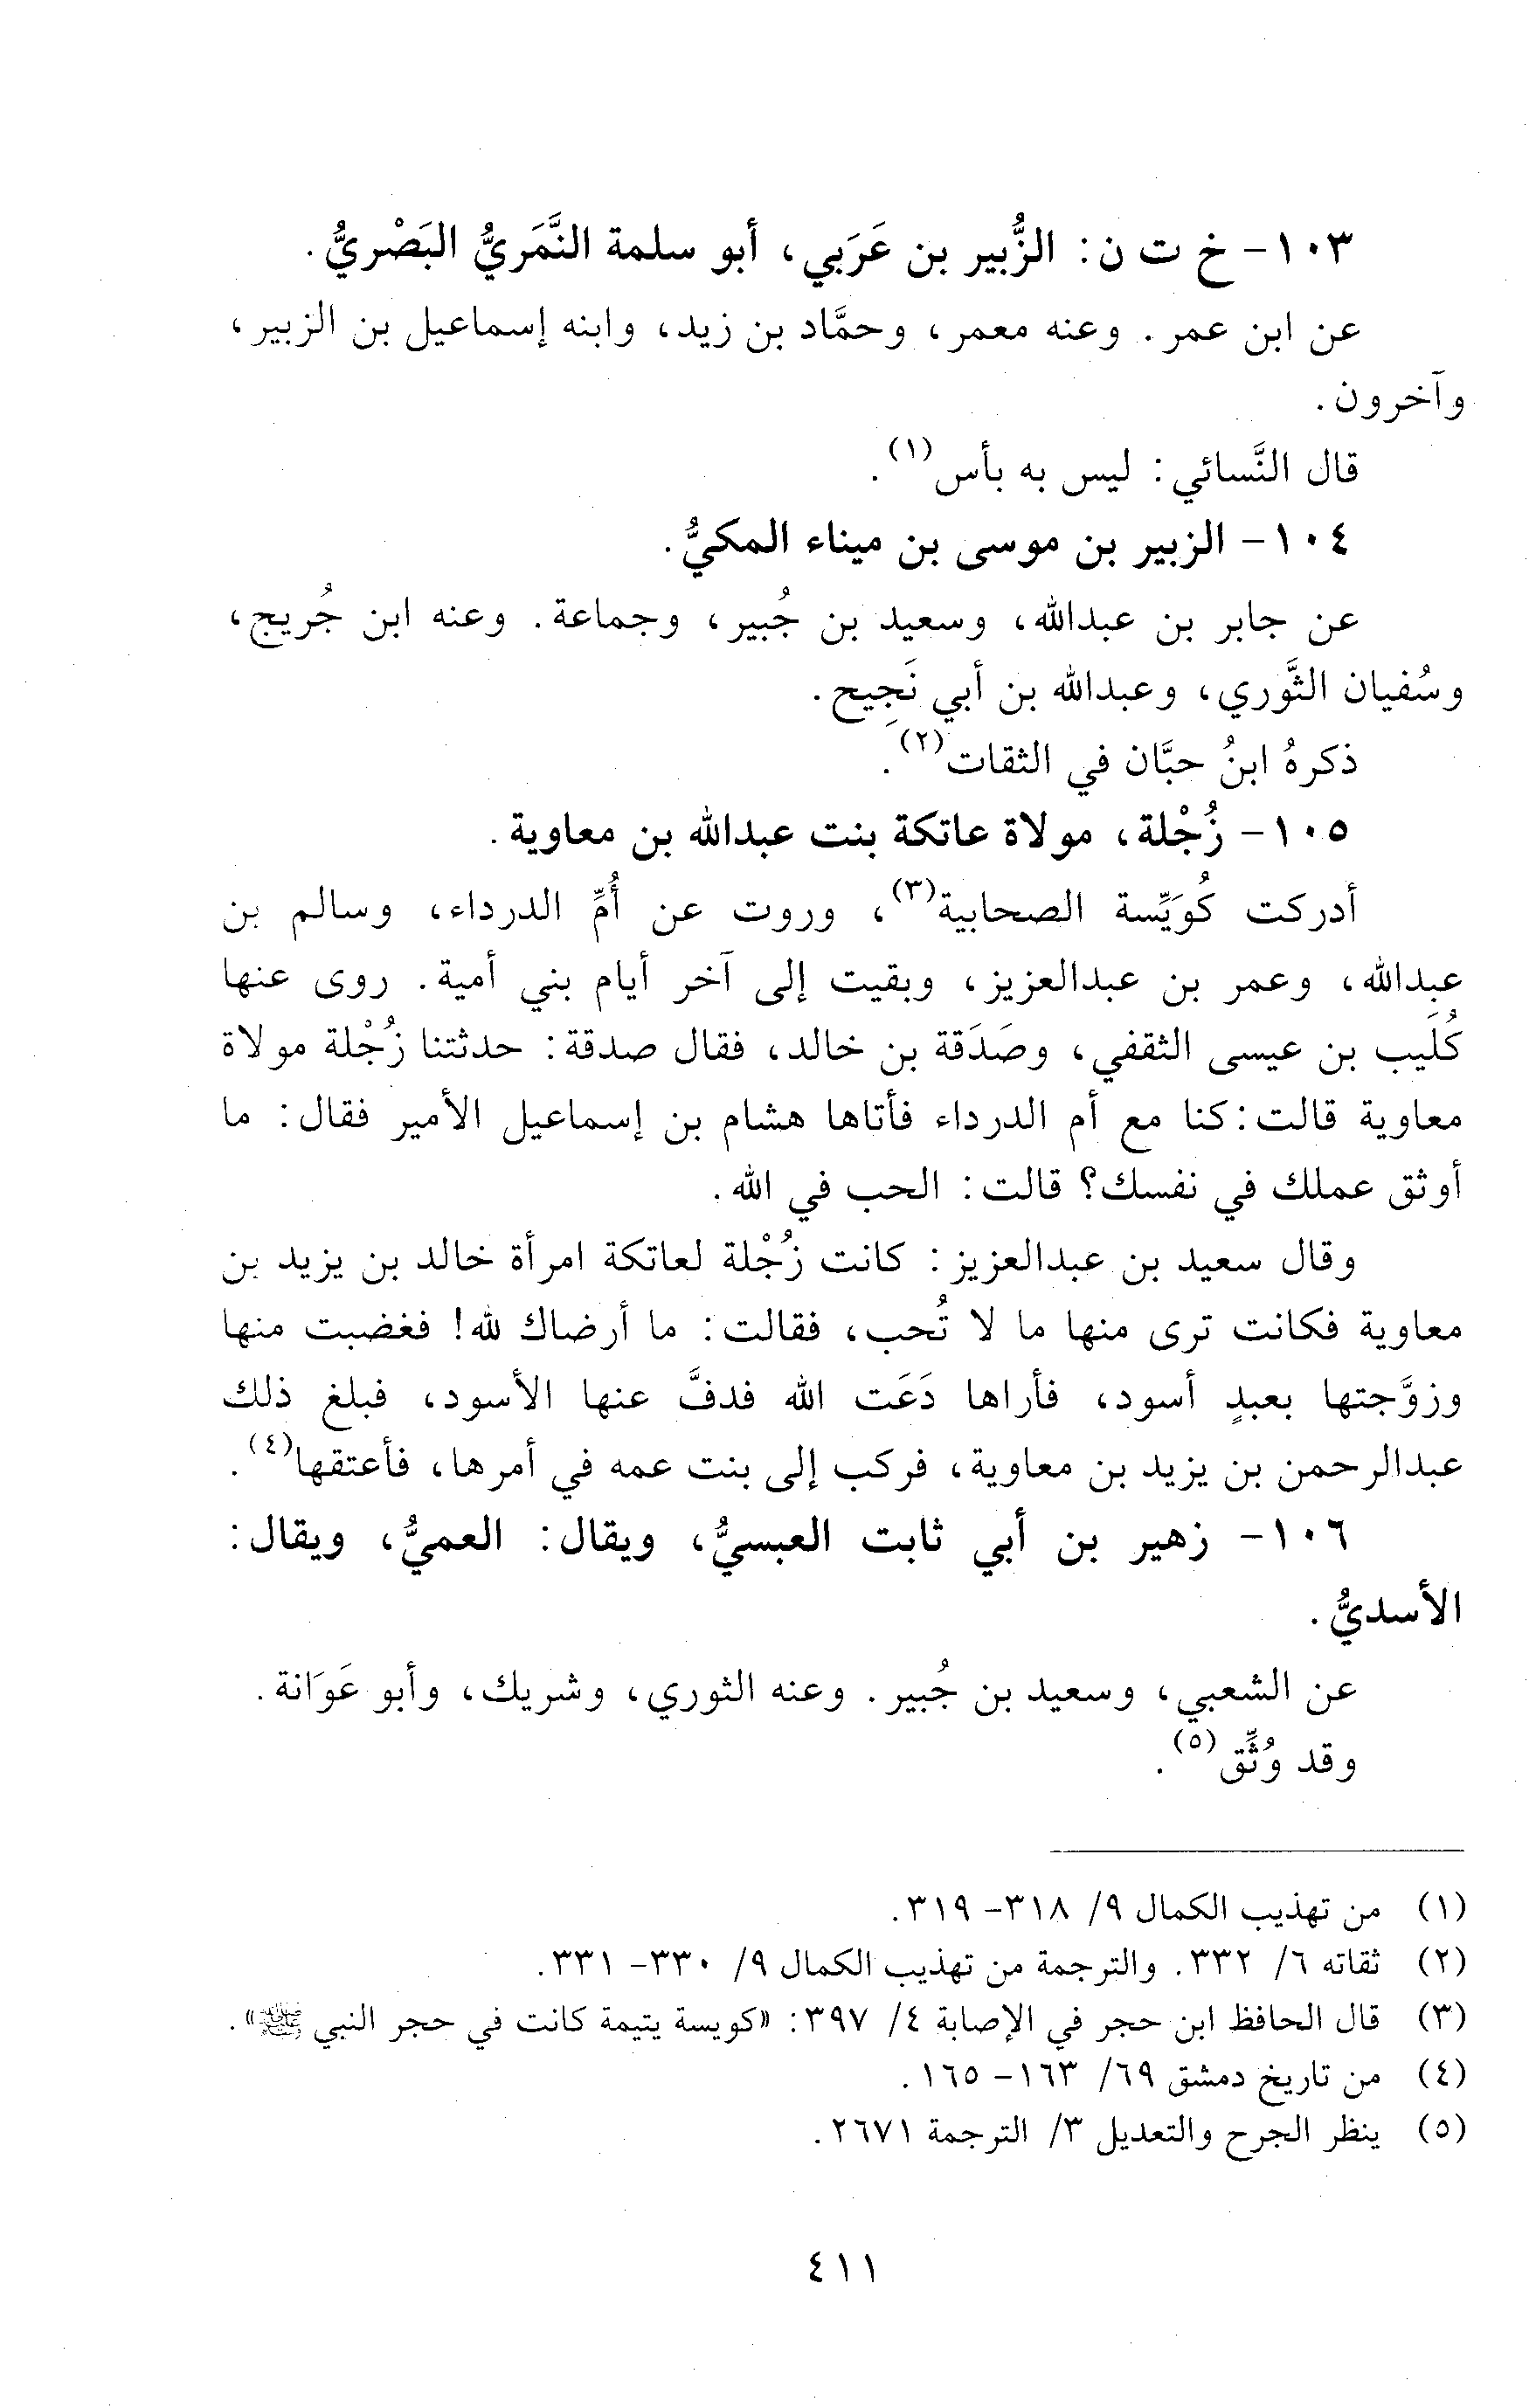 ١٠٣- خ ت ن: الزُّبير بن عَرَبي، أبو سلمة النَّمَريُّ البَصْريُّ.
عن ابن عمر. وعنه معمر، وحمَّاد بن زيد، وابنه إسماعيل بن الزبير،
وآخرون.
قال النَّسائي: ليس به بأس(١).
١٠٤- الزبير بن موسى بن ميناء المكيُّ.
عن جابر بن عبدالله، وسعيد بن جُبير، وجماعة. وعنه ابن جُريج،
وسُفيان الثَّوري، وعبدالله بن أبي نَجِيح.
ذكرهُ ابنُ حبَّان في الثقات(٢).
١٠٥- زُجْلة، مولاة عاتكة بنت عبدالله بن معاوية.
أدركت كُوَيِّسة الصحابية(٣)، وروت عن أُمِّ الدرداء، وسالم بن
عبدالله، وعمر بن عبدالعزيز، وبقيت إلى آخر أيام بني أمية. روى عنها
كُلَيب بن عيسى الثقفي، وصَدَقة بن خالد، فقال صدقة: حدثتنا زُجْلة مولاة
معاوية قالت: كنا مع أم الدرداء فأتاها هشام بن إسماعيل الأمير فقال: ما
أوثق عملك في نفسك؟ قالت: الحب في الله.
وقال سعيد بن عبدالعزيز: كانت زُجْلة لعاتكة امرأة خالد بن يزيد بن
معاوية فكانت ترى منها ما لا تُحب، فقالت: ما أرضاك لله! فغضبت منها
وزوَّجتها بعبدٍ أسود، فأراها دَعَت الله فدفَّ عنها الأسود، فبلغ ذلك
عبدالرحمن بن يزيد بن معاوية، فركب إلى بنت عمه في أمرها، فأعتقها(٤).
١٠٦- زهير بن أبي ثابت العبسيُّ، ويقال: العميُّ، ويقال:
الأسديُّ.
عن الشعبي، وسعيد بن جُبير. وعنه الثوري، وشريك، وأبو عَوَانة.
وقد وُثِّق(٥).
(١) من تهذيب الكمال ٩/ ٣١٨- ٣١٩.
(٢) ثقاته ٦/ ٣٣٢. والترجمة من تهذيب الكمال ٩/ ٣٣٠- ٣٣١.
(٣) قال الحافظ ابن حجر في الإصابة ٤/ ٣٩٧: «كويسة يتيمة كانت في حجر النبي ﷺ».
(٤) من تاريخ دمشق ٦٩/ ١٦٣- ١٦٥.
(٥) ينظر الجرح والتعديل ٣/ الترجمة ٢٦٧١.
٤١١